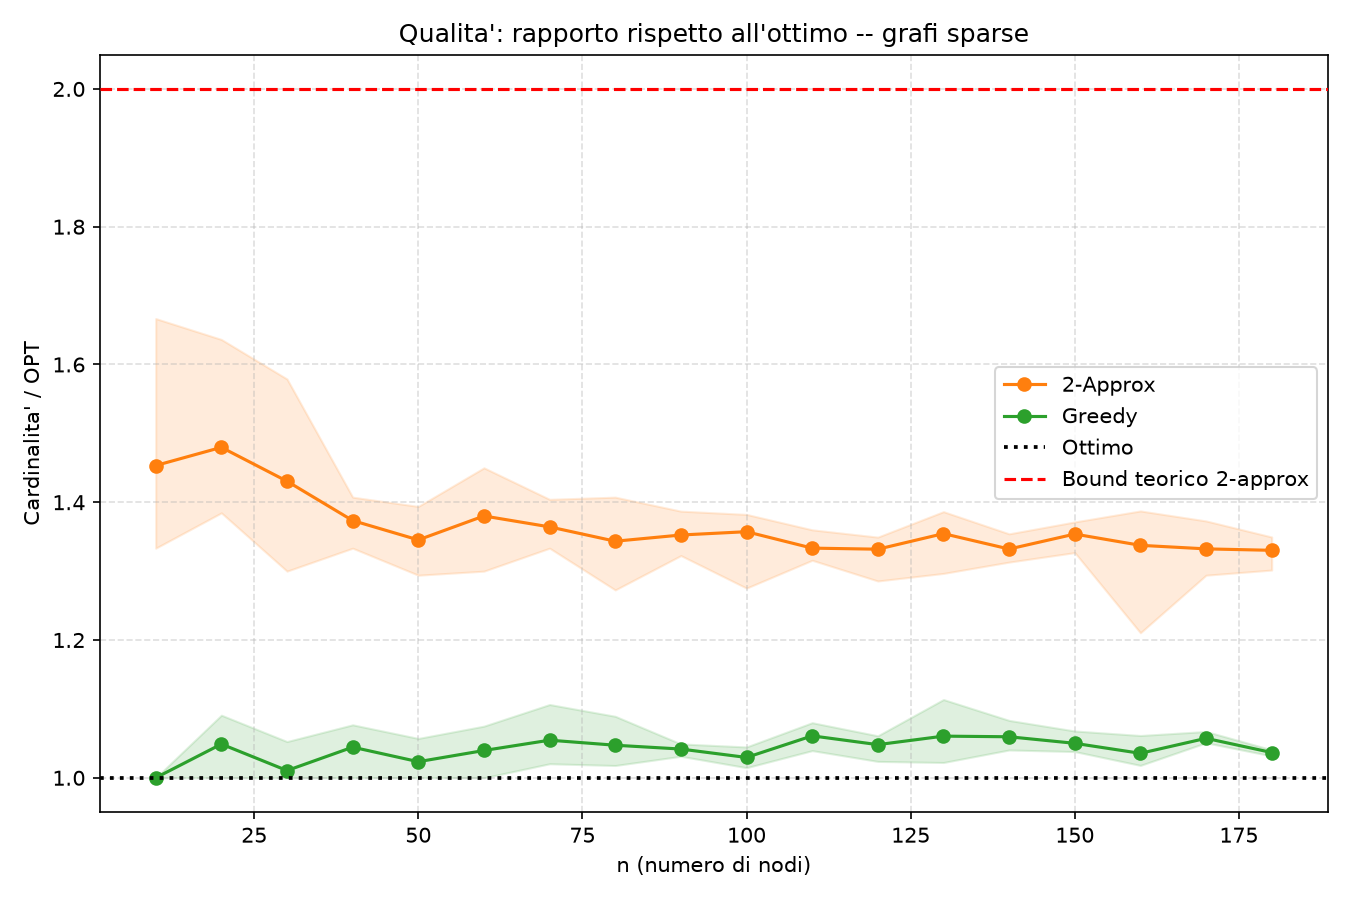 Qualita': rapporto rispetto all'ottimo -- grafi sparse
Cardinalita' / OPT
2.0
1.8
1.6
1.4
1.2
1.0
2-Approx
Greedy
Ottimo
Bound teorico 2-approx
25 50 75 100 125 150 175
n (numero di nodi)